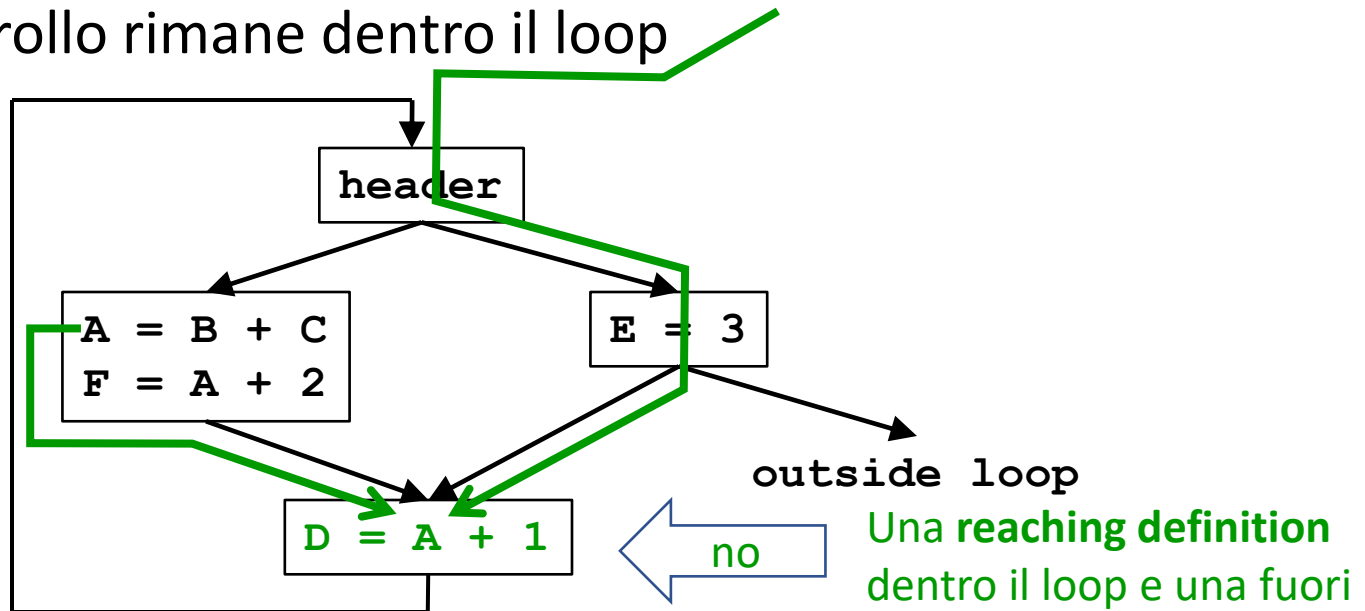 rollo rimane dentro il loop
header
A = B + C
F = A + 2
E = 3
outside loop
D = A + 1
no
Una reaching definition
dentro il loop e una fuori